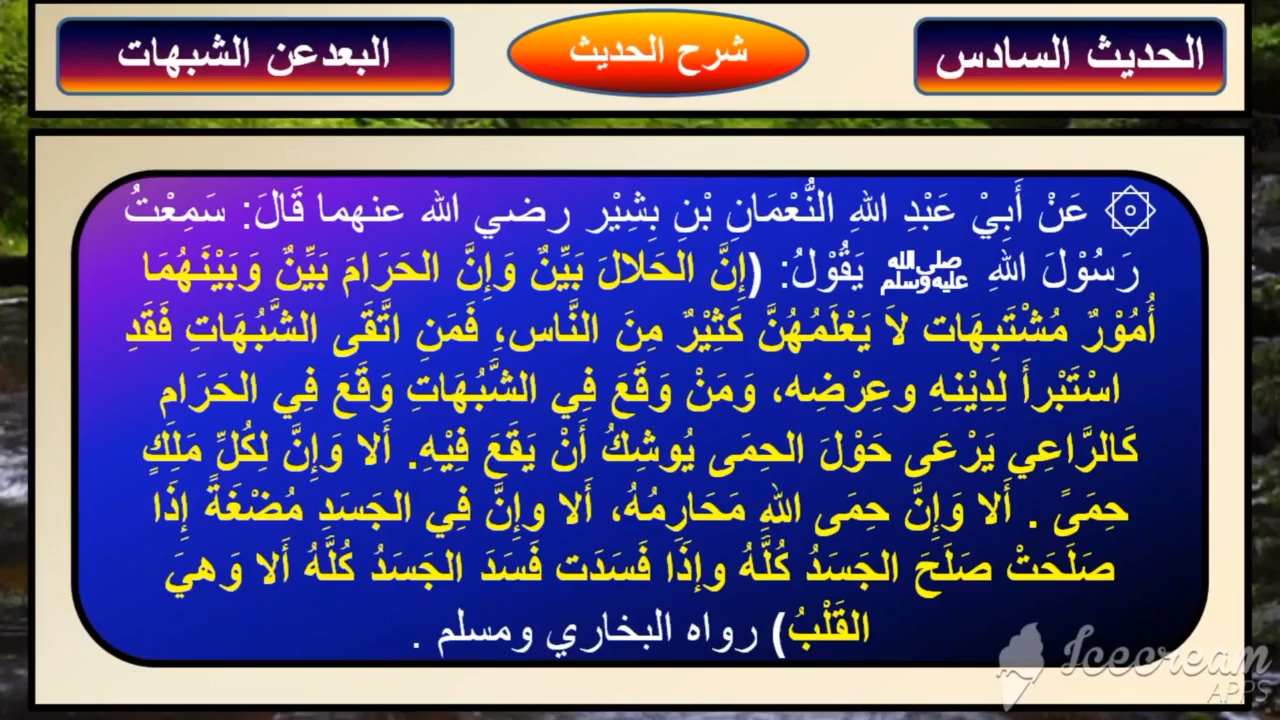 الحديث السادس
شرح الحديث
البعدعن الشبهات
۞ عَنْ أَبِيْ عَبْدِ اللهِ النُّعْمَانِ بْنِ بِشِيْر رضي الله عنهما قَالَ: سَمِعْتُ
رَسُوْلَ اللهِ ﷺ يَقُوْلُ: (إِنَّ الحَلالَ بَيِّنٌ وَإِنَّ الحَرَامَ بَيِّنٌ وَبَيْنَهُمَا
أُمُوْرٌ مُشْتَبِهَات لاَ يَعْلَمُهُنَّ كَثِيْرٌ مِنَ النَّاس، فَمَنِ اتَّقَى الشَّبُهَاتِ فَقَدِ
اسْتَبْرأَ لِدِيْنِهِ وعِرْضِه، وَمَنْ وَقَعَ فِي الشَّبُهَاتِ وَقَعَ فِي الحَرَامِ
كَالرَّاعِي يَرْعَى حَوْلَ الحِمَى يُوشِكُ أَنْ يَقَعَ فِيْهِ. أَلا وَإِنَّ لِكُلِّ مَلِكٍ
حِمَىً . أَلا وَإِنَّ حِمَى اللهِ مَحَارِمُهُ، أَلا وإِنَّ فِي الجَسَدِ مُضْغَةً إِذَا
صَلَحَتْ صَلَحَ الجَسَدُ كُلَّهُ وإِذَا فَسَدَت فَسَدَ الجَسَدُ كُلَّهُ أَلا وَهيَ
القَلْبُ) رواه البخاري ومسلم .
Icecream
APPS